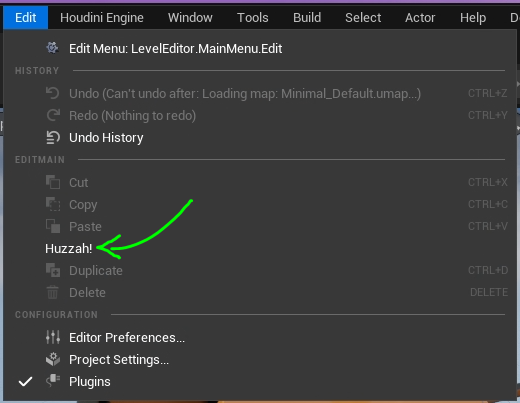 Edit Houdini Engine Window Tools Build Select Actor Help
Edit Menu: LevelEditor.MainMenu.Edit
HISTORY
Undo (Can't undo after: Loading map: Minimal_Default.umap...) CTRL+Z
Redo (Nothing to redo) CTRL+Y
Undo History
EDITMAIN
Cut CTRL+X
Copy CTRL+C
Paste CTRL+V
Huzzah!
Duplicate CTRL+D
Delete DELETE
CONFIGURATION
Editor Preferences...
Project Settings...
Plugins